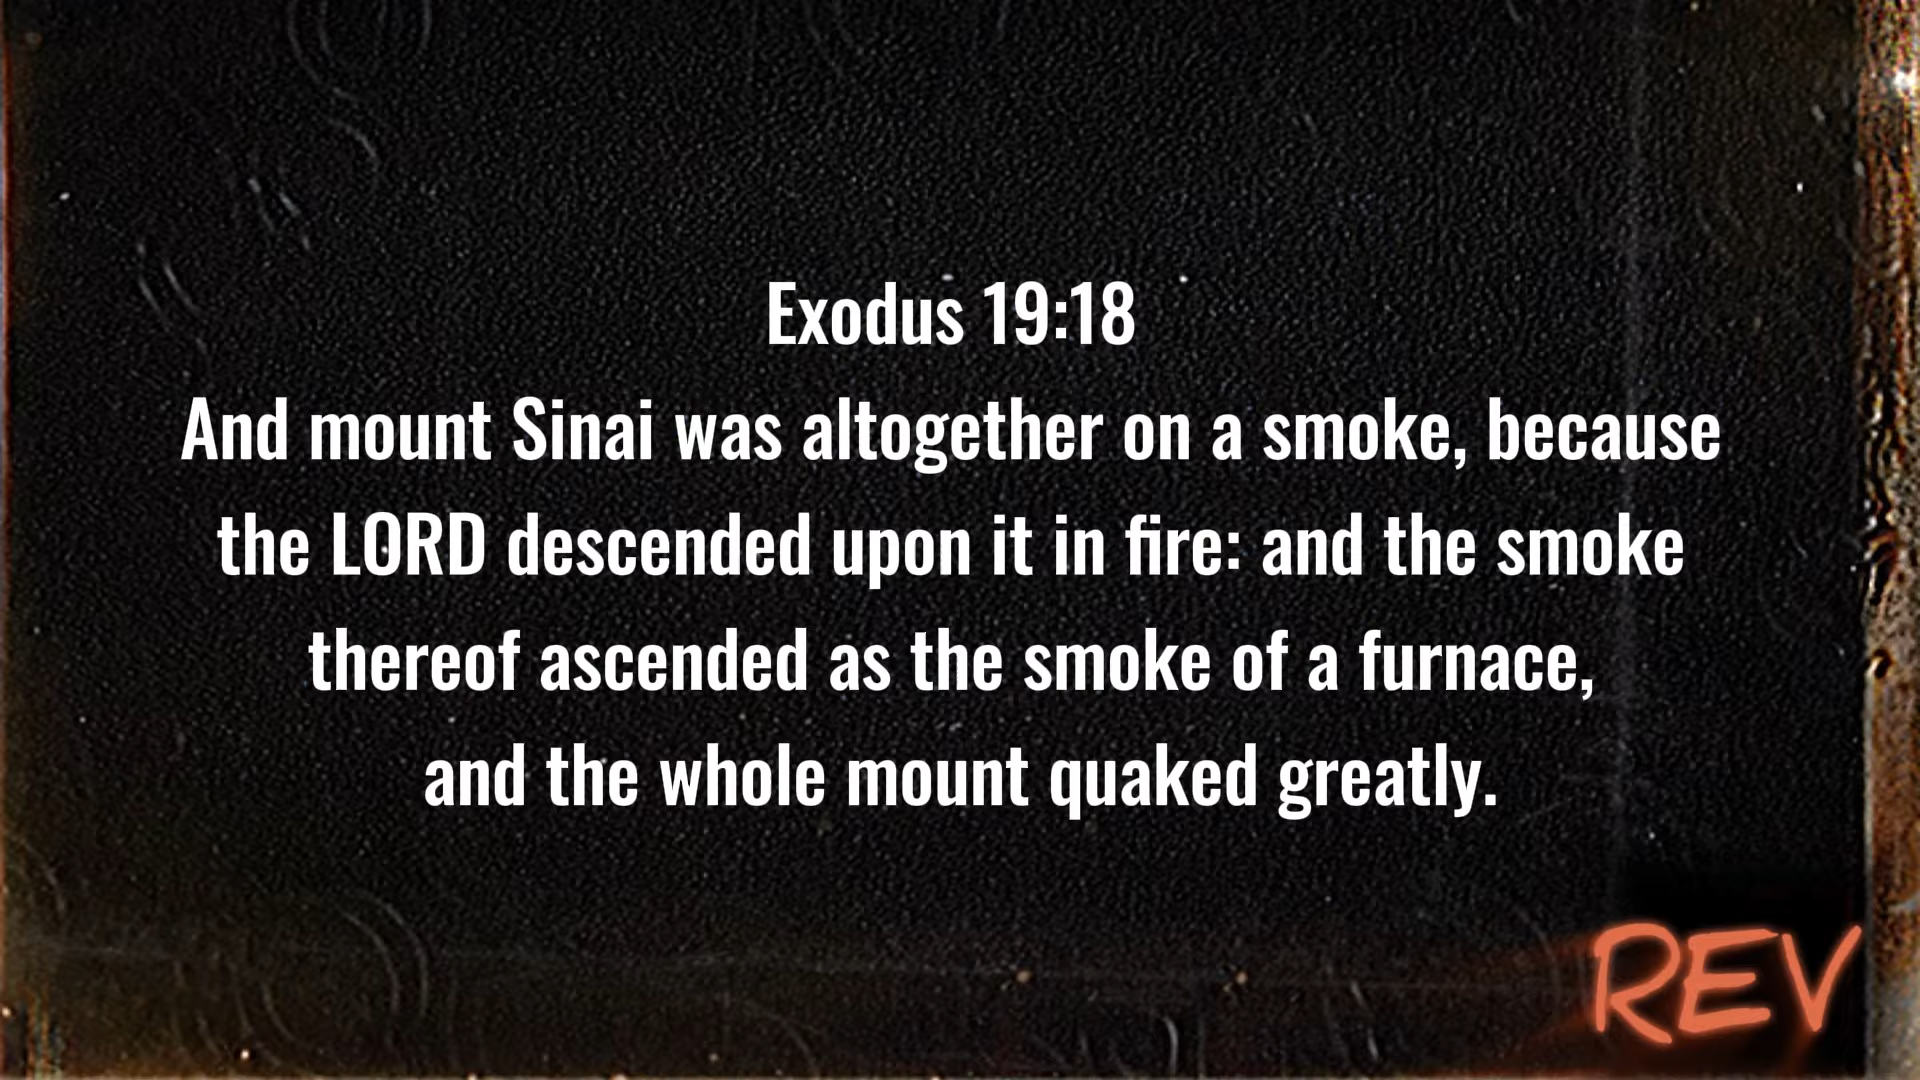 Exodus 19:18
And mount Sinai was altogether on a smoke, because
the LORD descended upon it in fire: and the smoke
thereof ascended as the smoke of a furnace,
and the whole mount quaked greatly.
REV